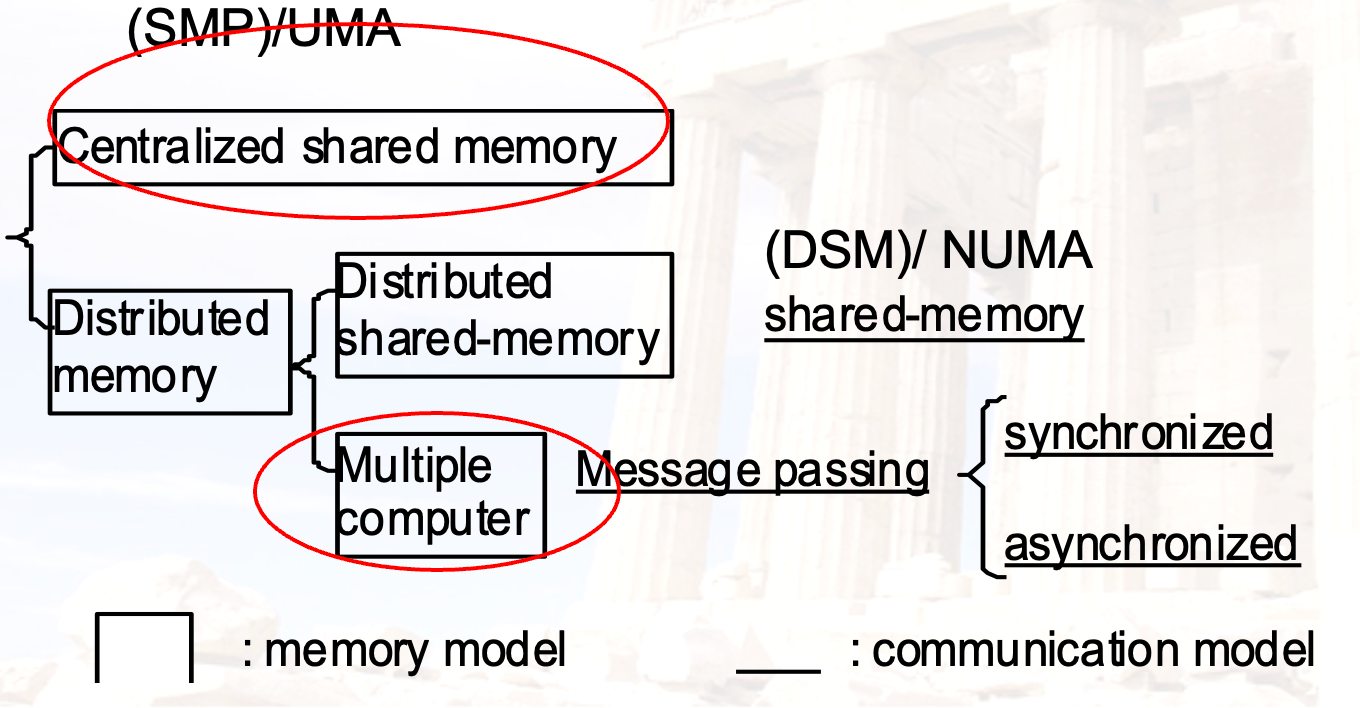 (SMP)/UMA
Centralized shared memory
(DSM)/ NUMA
Distributed
shared-memory
shared-memory
Distributed
memory
Multiple
computer
Message passing
synchronized
asynchronized
: memory model
: communication model